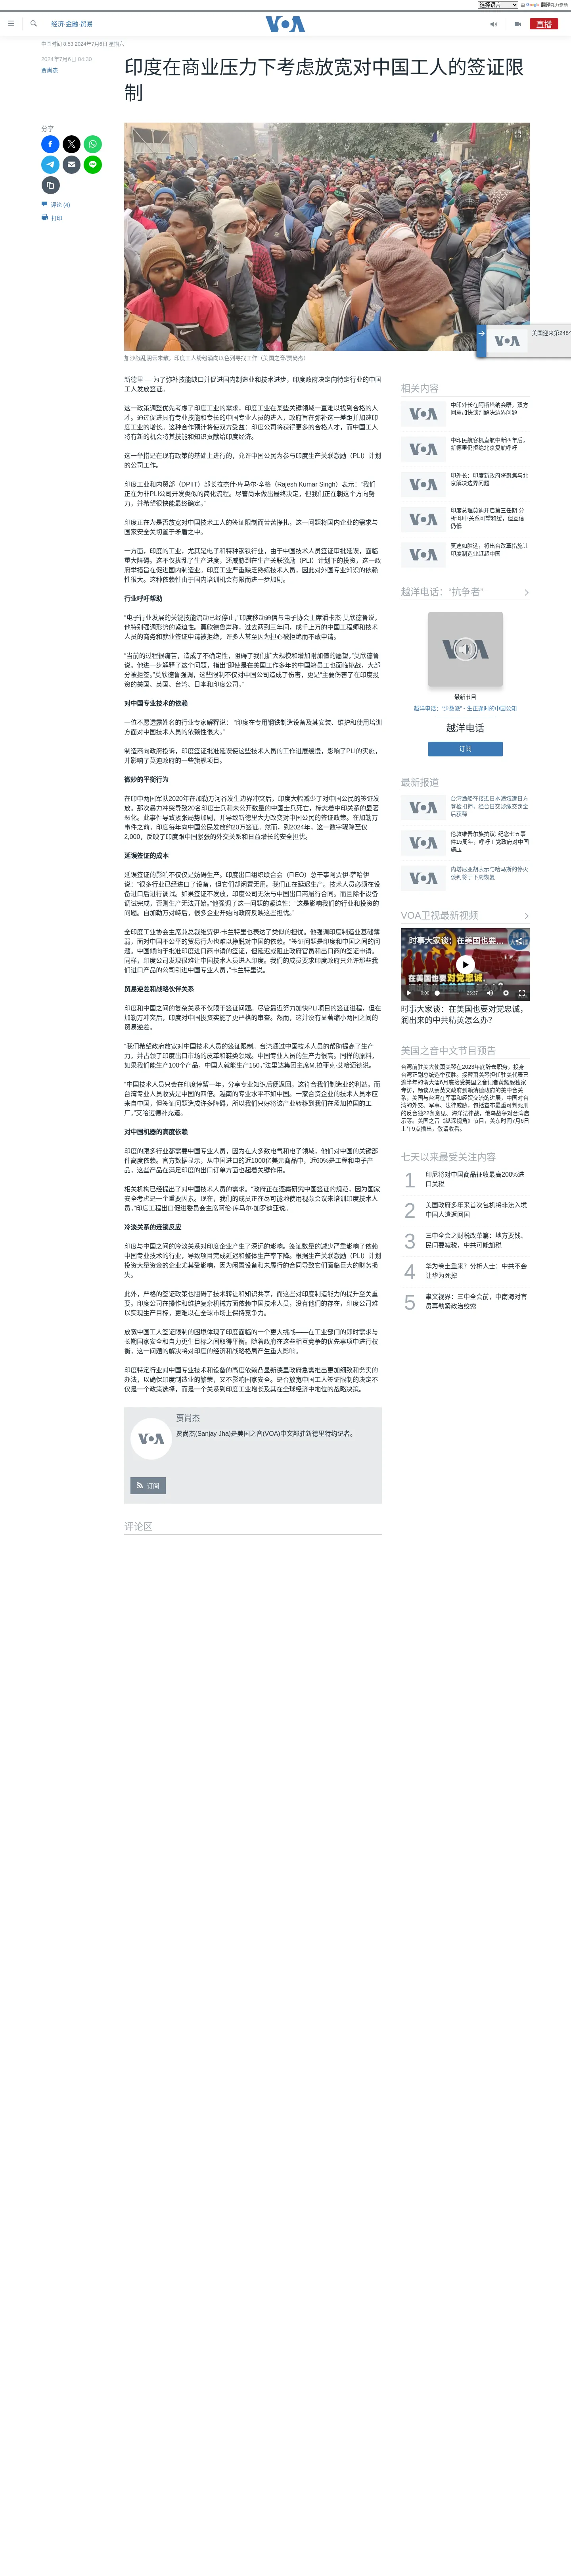 选择语言
由 Google 翻译强力驱动
经济·金融·贸易
VOA
直播
中国时间 6:53 2024年7月6日 星期六
2024年7月6日 04:30
贾尚杰
印度在商业压力下考虑放宽对中国工人的签证限
制
分享
评论 (4)
打印
加沙战乱阴云未散，印度工人纷纷涌向以色列寻找工作（美国之音/贾尚杰）
美国迎来第248个
新德里 — 为了弥补技能缺口并促进国内制造业和技术进步，印度政府决定向特定行业的中国
工人发放签证。
这一政策调整优先考虑了印度工业的需求，印度工业在某些关键领域一直难以找到合格的人
才。通过促进具有专业技能和专长的中国专业人员的进入，政府旨在弥补这一差距并加速印
度工业的增长。这种合作预计将使双方受益：印度公司将获得更多的合格人才，而中国工人
将有新的机会将其技能和知识贡献给印度经济。
这一举措是在现有政策的基础上进行的，允许中国公民为参与印度生产关联激励（PLI）计划
的公司工作。
印度工业和内贸部（DPIIT）部长拉杰什·库马尔·辛格（Rajesh Kumar Singh）表示：“我们
正在为非PLI公司开发类似的简化流程。尽管尚未做出最终决定，但我们正在朝这个方向努
力，并希望很快能最终确定。”
印度正在为是否放宽对中国技术工人的签证限制而苦苦挣扎，这一问题将国内企业的需求与
国家安全关切置于矛盾之中。
一方面，印度的工业，尤其是电子和特种钢铁行业，由于中国技术人员签证审批延误，面临
重大障碍。这不仅扰乱了生产进度，还威胁到在生产关联激励（PLI）计划下的投资，这一政
府举措旨在促进国内制造业。印度工业严重缺乏熟练技术人员，因此对外国专业知识的依赖
性很大。这种依赖性由于国内培训机会有限而进一步加剧。
行业呼吁帮助
“电子行业发展的关键技能流动已经停止，”印度移动通信与电子协会主席潘卡杰·莫欣德鲁说。
他特别强调形势的紧迫性。莫欣德鲁声称，过去两到三年间，成千上万的中国工程师和技术
人员的商务和就业签证申请被拒绝，许多人甚至因为担心被拒绝而不敢申请。
“当前的过程很痛苦，造成了不确定性，阻碍了我们扩大规模和增加附加值的愿望，”莫欣德鲁
说。他进一步解释了这个问题，指出“即使是在美国工作多年的中国籍员工也面临挑战，大部
分被拒签。”莫欣德鲁强调，这些限制不仅对中国公司造成了伤害，更是“主要伤害了在印度投
资的美国、英国、台湾、日本和印度公司。”
对中国专业技术的依赖
一位不愿透露姓名的行业专家解释说： “印度在专用钢铁制造设备及其安装、维护和使用培训
方面对中国技术人员的依赖性很大。”
制造商向政府投诉，印度签证批准延误使这些技术人员的工作进展缓慢，影响了PLI的实施，
并影响了莫迪政府的一些旗舰项目。
微妙的平衡行为
在印中两国军队2020年在加勒万河谷发生边界冲突后，印度大幅减少了对中国公民的签证发
放。那次暴力冲突导致20名印度士兵和未公开数量的中国士兵死亡，标志着中印关系的显著
恶化。此事件导致紧张局势加剧，并导致新德里大力改变对中国投资和签证的政策。在加勒万
事件之前，印度每年向中国公民发放约20万签证。然而，到2024年，这一数字骤降至仅
2,000，反映了印度跟中国紧张的外交关系和日益增长的安全担忧。
延误签证的成本
延误签证的影响不仅仅是妨碍生产。印度出口组织联合会（FIEO）总干事阿贾伊·萨哈伊
说：“很多行业已经进口了设备，但它们却闲置无用。我们正在延迟生产。技术人员必须在设
备进口后进行调试。如果签证不发放，印度公司无法与中国出口商履行合同。而且除非设备
调试完成，否则生产无法开始。”他强调了这一问题的紧迫性：“这是影响我们的行业和投资的
问题。自加勒万对峙后，很多企业开始向政府反映这些担忧。”
全印度工业协会主席兼总裁维贾伊·卡兰特里也表达了类似的担忧。他强调印度制造业基础薄
弱，面对中国不公平的贸易行为也难以挣脱对中国的依赖。“签证问题是印度和中国之间的问
题。中国倾向于批准印度进口商申请的签证，但延迟或阻止政府官员和出口商的签证申请。
同样，印度公司发现很难让中国技术人员进入印度。我们的成员要求印度政府只允许那些我
们进口产品的公司引进中国专业人员，”卡兰特里说。
贸易逆差和战略伙伴关系
印度和中国之间的复杂关系不仅限于签证问题。尽管最近努力加快PLI项目的签证进程，但在
加勒万冲突后，印度对中国投资实施了更严格的审查。然而，这并没有显著缩小两国之间的
贸易逆差。
“我们希望政府放宽对中国技术人员的签证限制。台湾通过中国技术人员的帮助提高了生产
力，并占领了印度出口市场的皮革和鞋类领域。中国专业人员的生产力很高。同样的原料，
如果我们能生产100个产品，中国人就能生产150，”法里达集团主席M.拉菲克·艾哈迈德说。
“中国技术人员只会在印度停留一年，分享专业知识后便返回。这符合我们制造业的利益。而
台湾专业人员收费是中国的四倍。越南的专业水平不如中国。一家合资企业的技术人员本应
来自中国，但签证问题造成许多障碍，所以我们只好将这些鞋类转移到我们在孟加拉国的工
厂，”艾哈迈德补充道。
对中国机器的高度依赖
印度的跟多行业都需要中国专业人员，因为在大多数电气和电子领域，他们对中国的关键部
件高度依赖。官方数据显示，从中国进口的近1,000亿美元商品中，近60%是工程和电子产
品，这些产品在满足印度的出口订单方面也起着关键作用。
相关机构已经提出了对中国技术人员的需求。“政府正在逐案研究中国签证的问题，因为国家
安全考虑是一个重要因素。现在，我们的成员正在尽可能地使用视频会议来培训印度技术人
员，”印度工程出口促进委员会主席阿伦·库马尔·加罗迪亚说。
冷淡关系的连锁反应
印度与中国之间的冷淡关系对印度企业产生了深远的影响。签证数量的减少严重影响了依赖
中国专业技术的行业，导致项目完成延迟和整体生产率下降。根据生产关联激励（PLI）计划
投资大量资金的企业尤其受影响，因为闲置设备和未履行的合同导致它们面临巨大的财务损
失。
此外，严格的签证政策也阻碍了技术转让和知识共享，而这些对印度制造能力的提升至关重
要。印度公司在操作和维护复杂机械方面依赖中国技术人员，没有他们的存在，印度公司难
以实现生产目标，更难以在全球市场上保持竞争力。
放宽中国工人签证限制的困境体现了印度面临的一个更大挑战——在工业部门的即时需求与
长期国家安全和自力更生目标之间取得平衡。随着政府在这些相互竞争的优先事项中进行权
衡，这一问题的解决将对印度的经济和战略格局产生重大影响。
印度特定行业对中国专业技术和设备的高度依赖凸显新德里政府急需推出更加细致和务实的办
法，以确保印度制造业的繁荣，又不影响国家安全。是否放宽中国工人签证限制的决定不
仅是一个政策选择，而是一个关系到印度工业增长及其在全球经济地位的战略决策。
贾尚杰
贾尚杰(Sanjay Jha)是美国之音(VOA)中文部驻新德里特约记者。
订阅
评论区
相关内容
中印外长在阿斯塔纳会晤，双方
同意加快谈判解决边界问题
中印民航客机直航中断四年后，
新德里仍拒绝北京复航呼吁
印外长：印度新政府将聚焦与北
京解决边界问题
印度总理莫迪开启第三任期 分
析:印中关系可望和缓，但互信
仍低
莫迪如胜选，将出台改革措施让
印度制造业赶超中国
越洋电话：“抗争者”
最新节目
越洋电话：“少数派” - 生正逢时的中国公知
越洋电话
订阅
最新报道
台湾渔船在接近日本海域遭日方
登检扣押，经台日交涉缴交罚金
后获释
伦敦维吾尔族抗议: 纪念七五事
件15周年，呼吁工党政府对中国
施压
内塔尼亚胡表示与哈马斯的停火
谈判将于下周恢复
VOA卫视最新视频
时事大家谈：在美国也要...
0:00
25:37
时事大家谈：在美国也要对党忠诚，
润出来的中共精英怎么办？
美国之音中文节目预告
台湾前驻美大使萧美琴在2023年底辞去职务，投身
台湾正副总统选举获胜。接替萧美琴担任驻美代表已
逾半年的俞大㵢6月底接受美国之音记者黄耀毅独家
专访，畅谈从蔡英文政府到赖清德政府的美中台关
系，美国与台湾在军事和经贸交流的进展，中国对台
湾的外交、军事、法律威胁，包括宣布最重可判死刑
的反台独22条意见、海洋法律战、俄乌战争对台湾启
示等。美国之音《纵深视角》节目，美东时间7月6日
上午9点播出，敬请收看。
七天以来最受关注内容
1
印尼将对中国商品征收最高200%进
口关税
2
美国政府多年来首次包机将非法入境
中国人遣返回国
3
三中全会之财税改革篇：地方要钱、
民间要减税，中共可能加税
4
华为卷土重来？分析人士：中共不会
让华为死掉
5
聿文视界：三中全会前，中南海对官
员再勒紧政治绞索